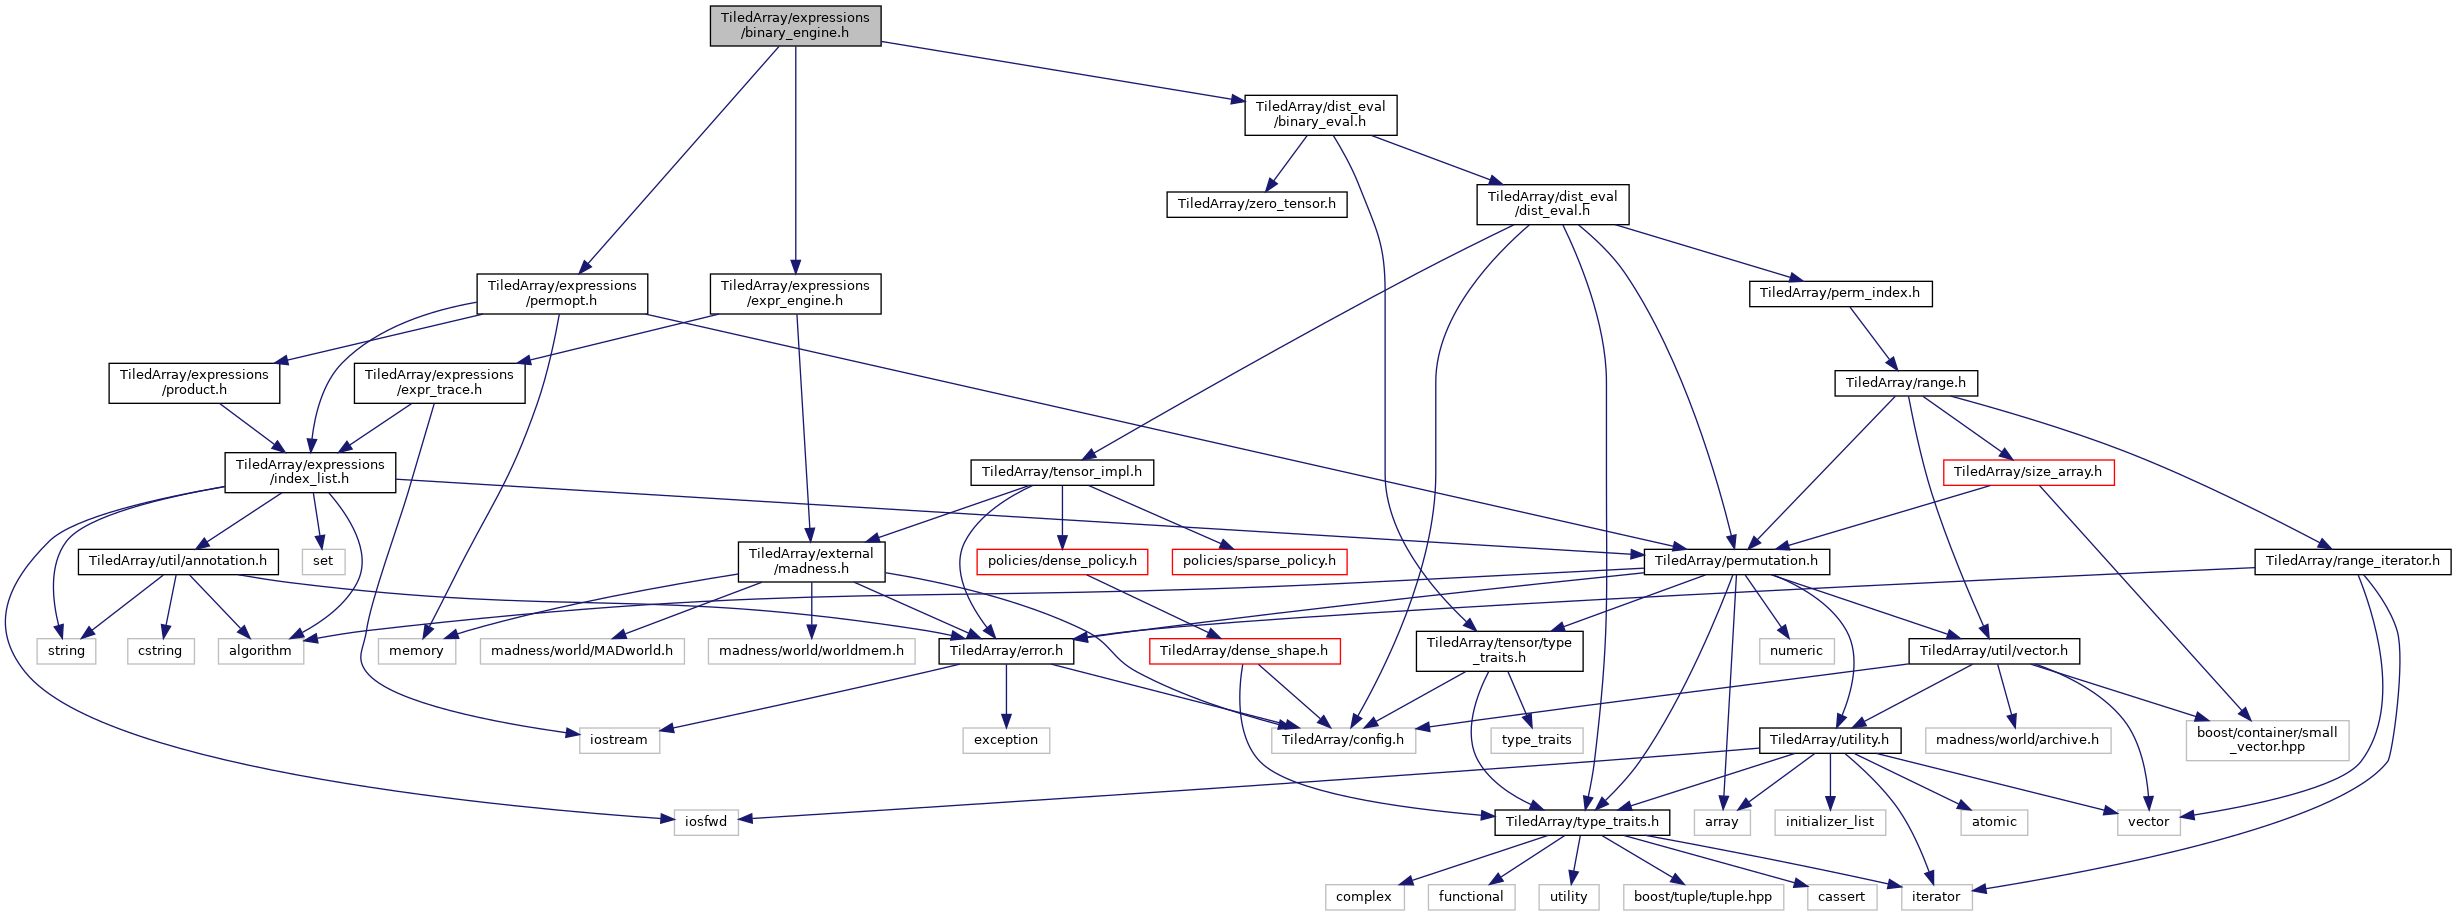 TiledArray/expressions
/binary_engine.h
TiledArray/dist_eval
/binary_eval.h
TiledArray/zero_tensor.h
TiledArray/dist_eval
/dist_eval.h
TiledArray/expressions
/permopt.h
TiledArray/expressions
/expr_engine.h
TiledArray/perm_index.h
TiledArray/expressions
/product.h
TiledArray/expressions
/expr_trace.h
TiledArray/range.h
TiledArray/expressions
/index_list.h
TiledArray/tensor_impl.h
TiledArray/size_array.h
TiledArray/util/annotation.h
set
TiledArray/external
/madness.h
policies/dense_policy.h
policies/sparse_policy.h
TiledArray/permutation.h
TiledArray/range_iterator.h
string
cstring
algorithm
memory
madness/world/MADworld.h
madness/world/worldmem.h
TiledArray/error.h
TiledArray/dense_shape.h
TiledArray/tensor/type
_traits.h
numeric
TiledArray/util/vector.h
iostream
exception
TiledArray/config.h
type_traits
TiledArray/utility.h
madness/world/archive.h
boost/container/small
_vector.hpp
iosfwd
TiledArray/type_traits.h
array
initializer_list
atomic
vector
complex
functional
utility
boost/tuple/tuple.hpp
cassert
iterator